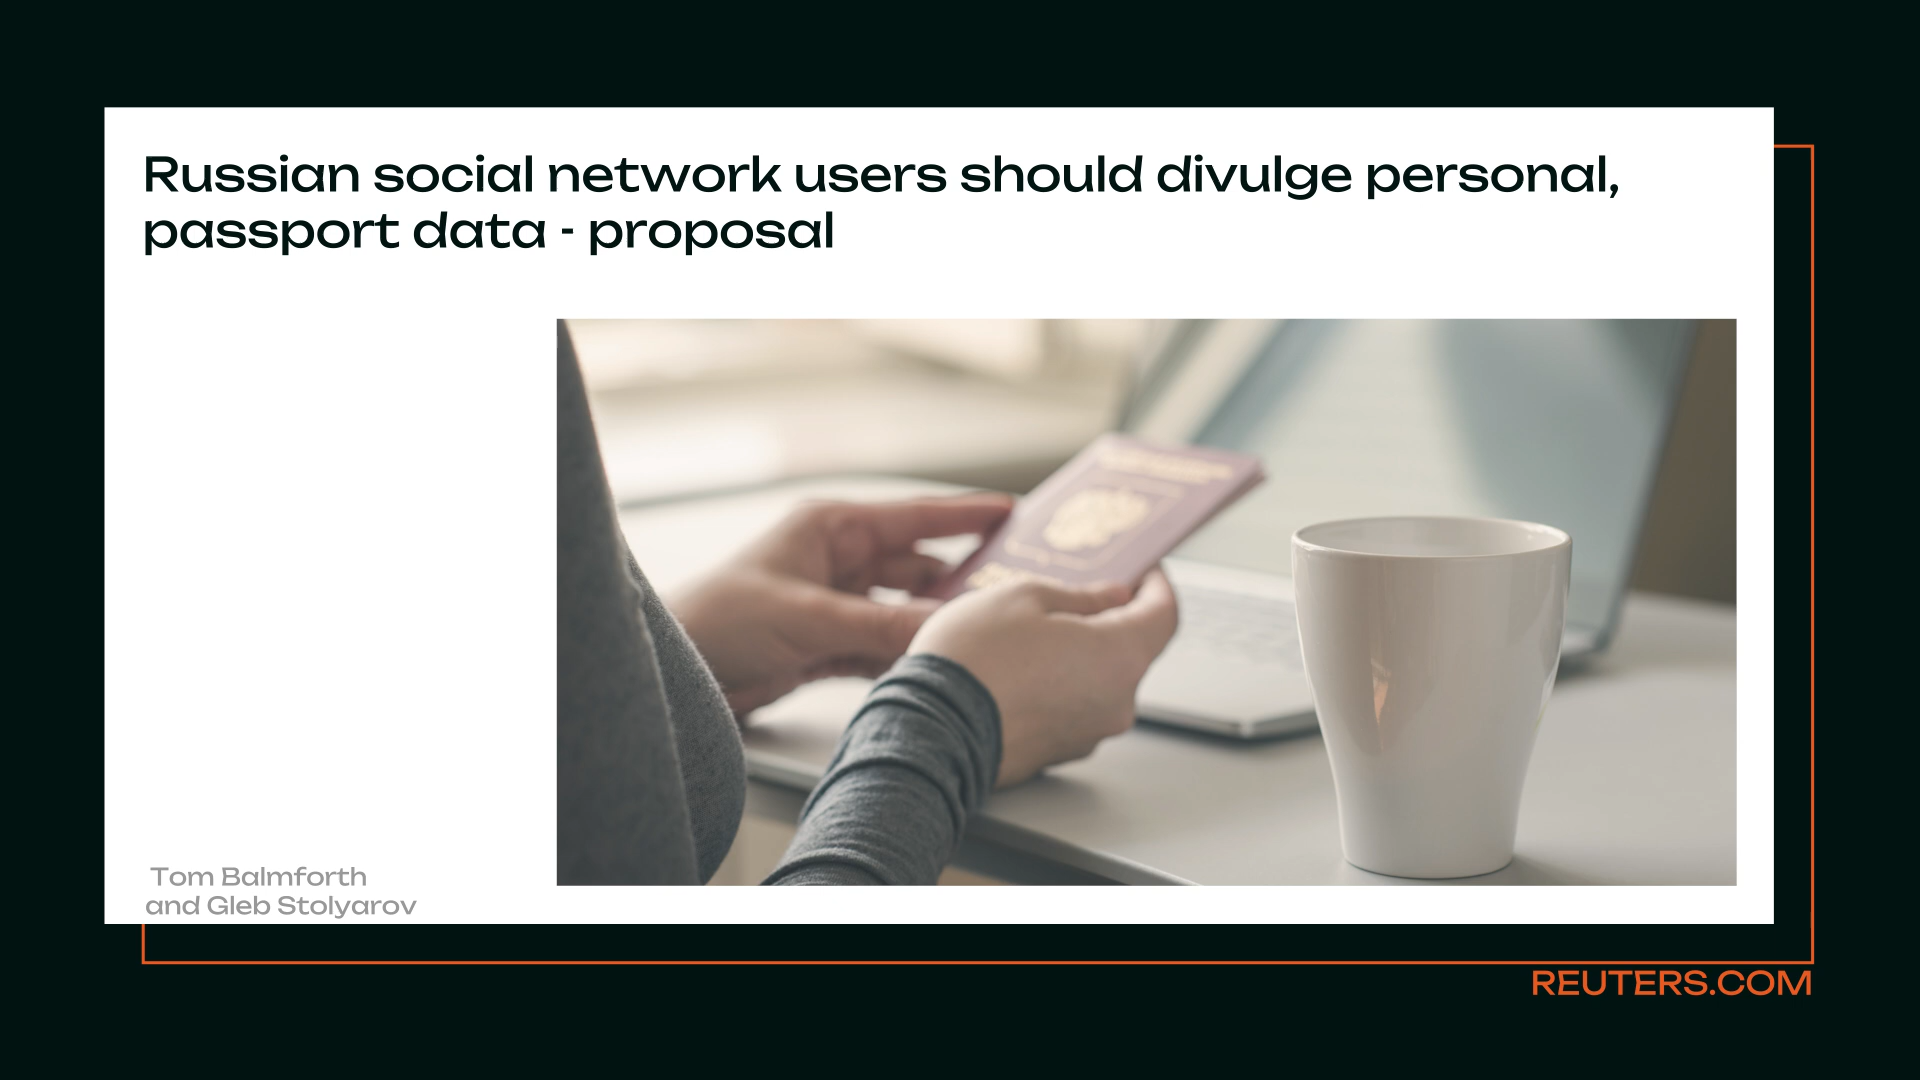 Russian social network users should divulge personal,
passport data - proposal
Tom Balmforth
and Gleb Stolyarov
REUTERS.COM